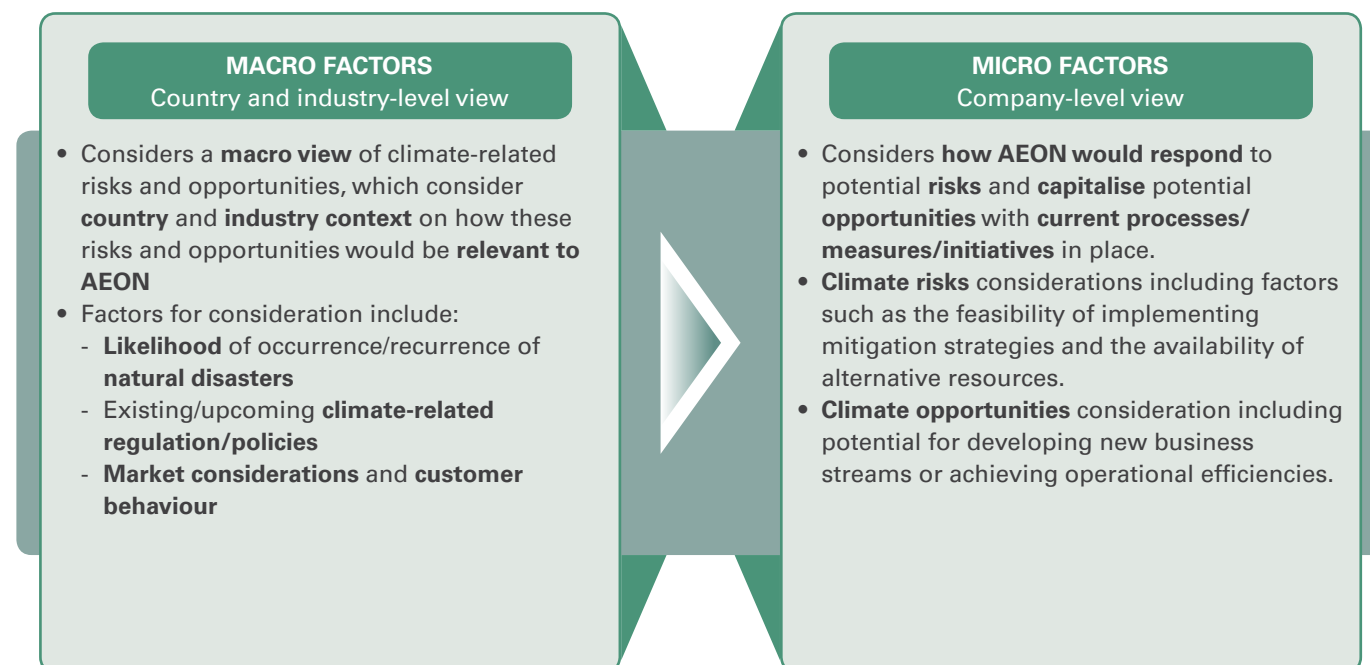 MACRO FACTORS
Country and industry-level view
• Considers a macro view of climate-related
risks and opportunities, which consider
country and industry context on how these
risks and opportunities would be relevant to
AEON
• Factors for consideration include:
- Likelihood of occurrence/recurrence of
natural disasters
- Existing/upcoming climate-related
regulation/policies
- Market considerations and customer
behaviour
MICRO FACTORS
Company-level view
• Considers how AEON would respond to
potential risks and capitalise potential
opportunities with current processes/
measures/initiatives in place.
• Climate risks considerations including factors
such as the feasibility of implementing
mitigation strategies and the availability of
alternative resources.
• Climate opportunities consideration including
potential for developing new business
streams or achieving operational efficiencies.